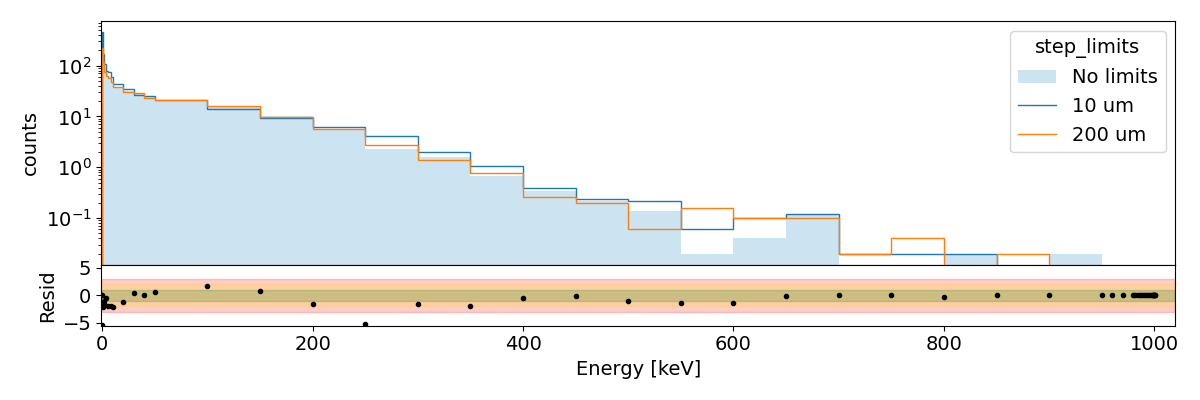 step_limits
No limits
10 um
200 um
counts
10²
10¹
10⁰
10⁻¹
Resid
5
0
−5
0 200 400 600 800 1000
Energy [keV]